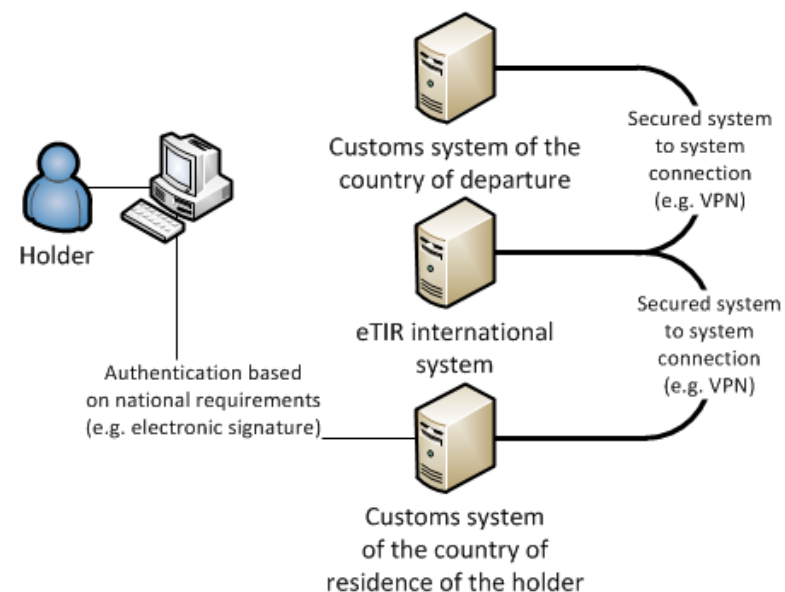 Holder
Authentication based
on national requirements
(e.g. electronic signature)
Customs system of the
country of departure
Secured system
to system
connection
(e.g. VPN)
eTIR international
system
Secured system
to system
connection
(e.g. VPN)
Customs system
of the country of
residence of the holder